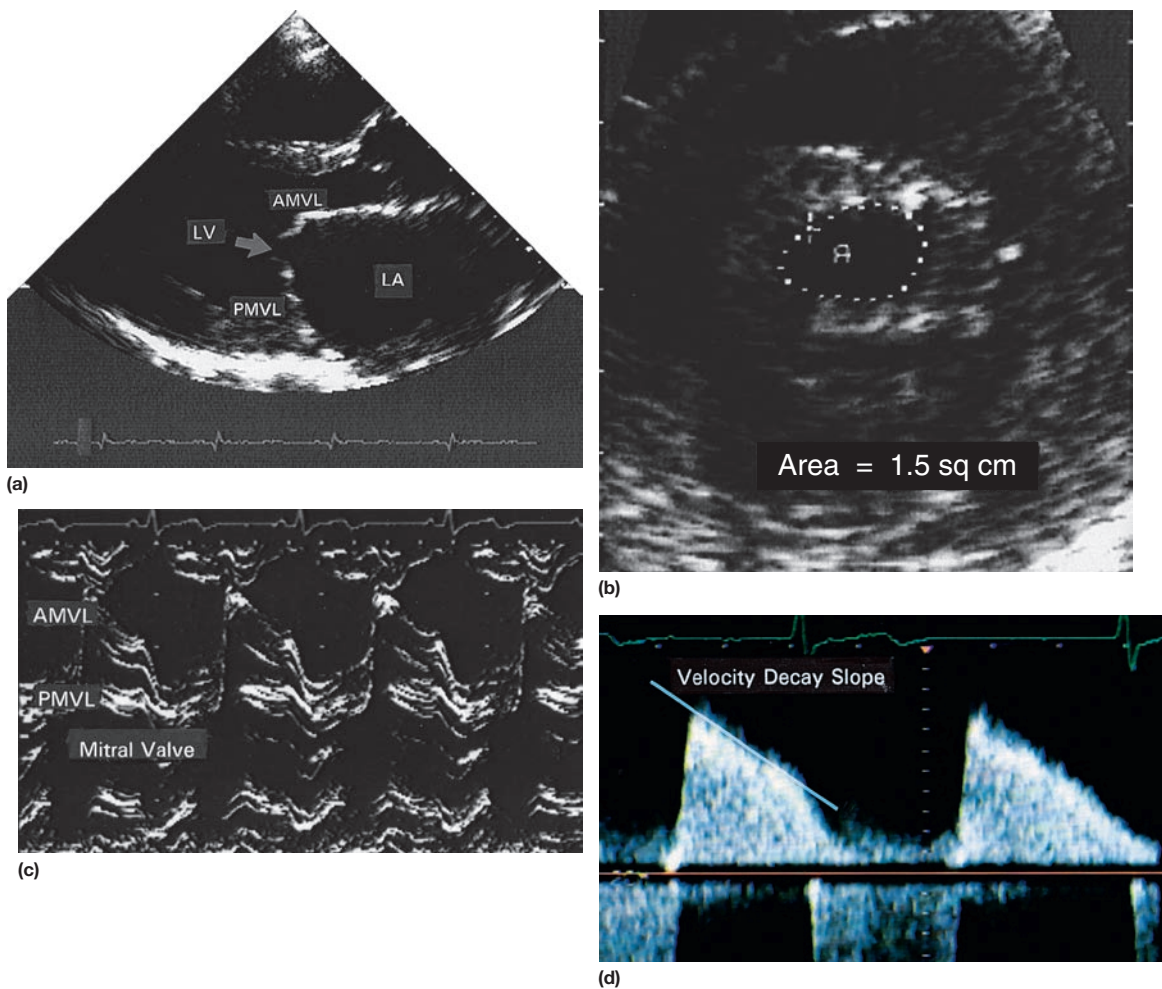 AMVL
LV
LA
PMVL
(a)
A
Area = 1.5 sq cm
(b)
AMVL
PMVL
Mitral Valve
(c)
Velocity Decay Slope
(d)